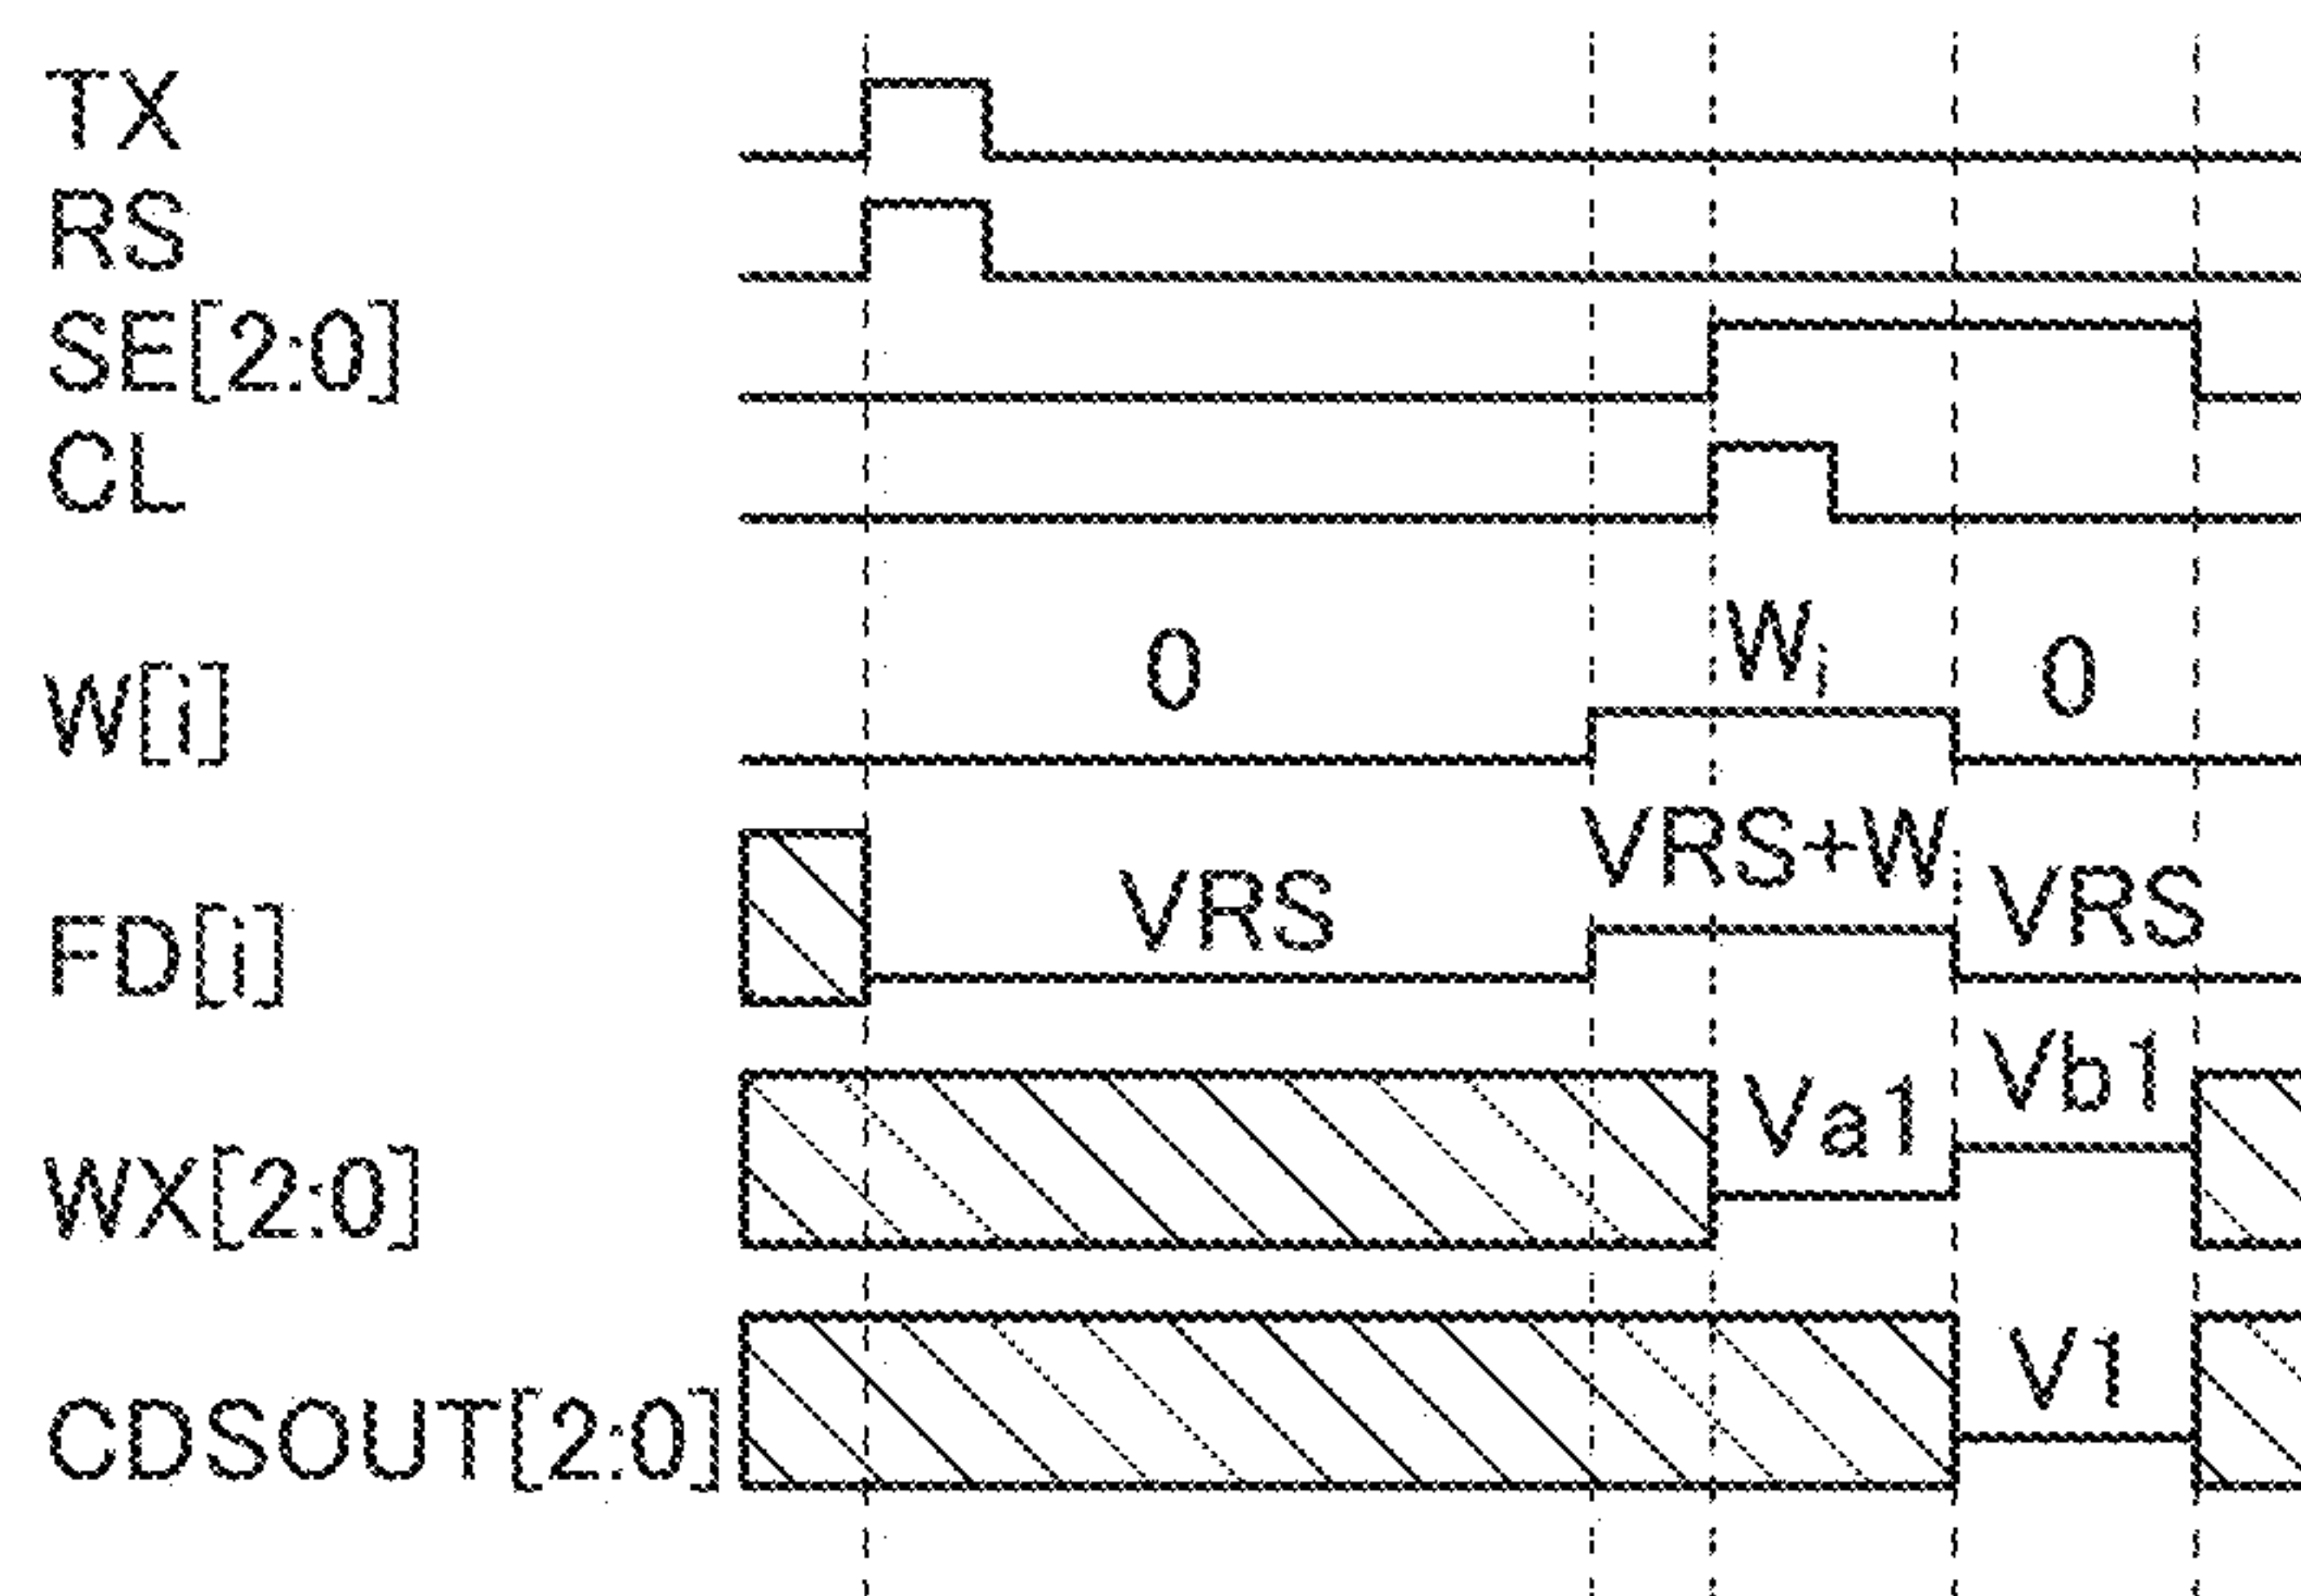 TX
RS
SE[2:0]
CL
W[i] 0 Wi 0
FD[i] VRS VRS+Wi VRS
WX[2:0] Va1 Vb1
CDSOUT[2:0] V1